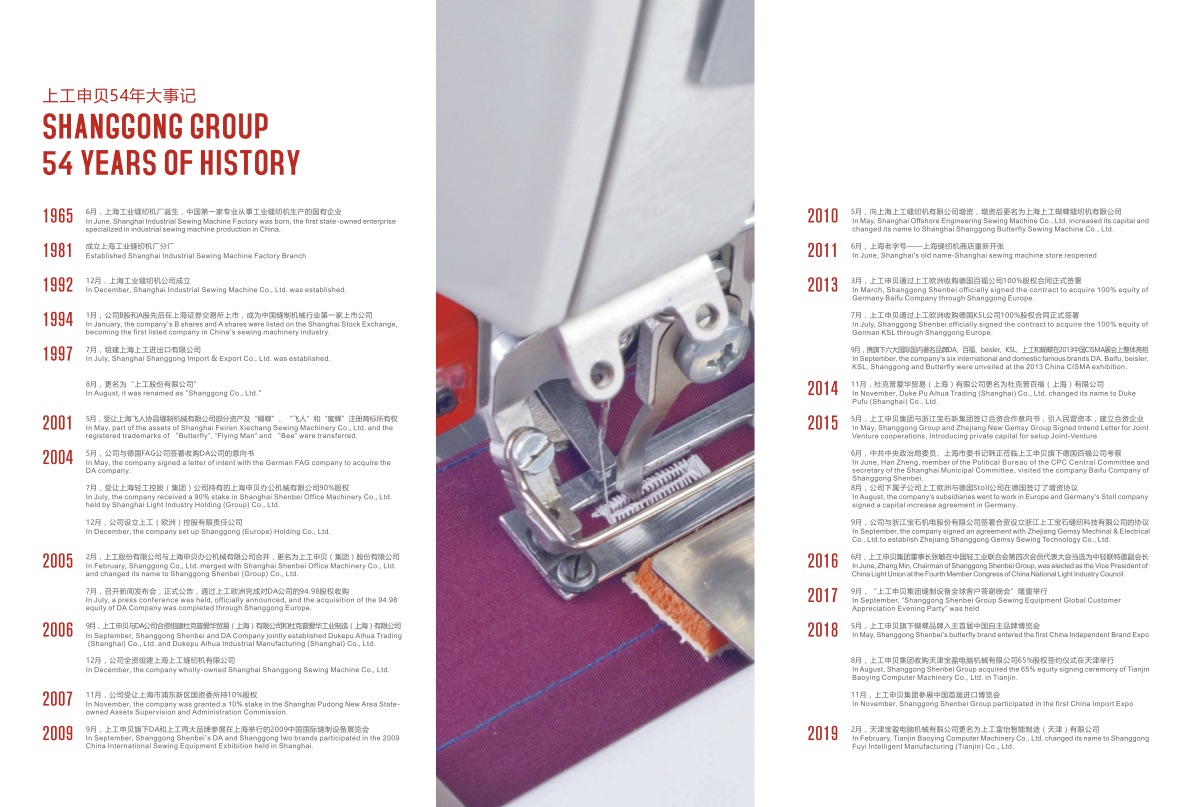 上工申贝54年大事记
SHANGGONG GROUP
54 YEARS OF HISTORY
1965
6月，上海工业缝纫机厂诞生，中国第一家专业从事工业缝纫机生产的国有企业
In June, Shanghai Industrial Sewing Machine Factory was born, the first state-owned enterprise
specialized in industrial sewing machine production in China.
1981
成立上海工业缝纫机厂分厂
Established Shanghai Industrial Sewing Machine Factory Branch
1992
12月，上海工业缝纫机公司成立
In December, Shanghai Industrial Sewing Machine Co., Ltd. was established.
1994
1月，公司B股和A股先后在上海证券交易所上市，成为中国缝制机械行业第一家上市公司
In January, the company's B shares and A shares were listed on the Shanghai Stock Exchange,
becoming the first listed company in China's sewing machinery industry.
1997
7月，组建上海上工进出口有限公司
In July, Shanghai Shanggong Import & Export Co., Ltd. was established.
8月，更名为“上工股份有限公司”
In August, it was renamed as "Shanggong Co., Ltd."
2001
5月，受让上海飞人协昌缝制机械有限公司部分资产及“蝴蝶”、“飞人”和“蜜蜂”注册商标所有权
In May, part of the assets of Shanghai Feiren Xiechang Sewing Machinery Co., Ltd. and the
registered trademarks of "Butterfly", "Flying Man" and "Bee" were transferred.
2004
5月，公司与德国FAG公司签署收购DA公司的意向书
In May, the company signed a letter of intent with the German FAG company to acquire the
DA company.
7月，受让上海轻工控股（集团）公司持有的上海申贝办公机械有限公司90%股权
In July, the company received a 90% stake in Shanghai Shenbei Office Machinery Co., Ltd.
held by Shanghai Light Industry Holding (Group) Co., Ltd.
12月，公司设立上工（欧洲）控股有限责任公司
In December, the company set up Shanggong (Europe) Holding Co., Ltd.
2005
2月，上工股份有限公司与上海申贝办公机械有限公司合并，更名为上工申贝（集团）股份有限公司
In February, Shanggong Co., Ltd. merged with Shanghai Shenbei Office Machinery Co., Ltd.
and changed its name to Shanggong Shenbei (Group) Co., Ltd.
7月，召开新闻发布会，正式公告，通过上工欧洲完成对DA公司的94.98股权收购
In July, a press conference was held, officially announced, and the acquisition of the 94.98
equity of DA Company was completed through Shanggong Europe.
2006
9月，上工申贝与DA公司合资组建杜克普爱华贸易（上海）有限公司和杜克普爱华工业制造（上海）有限公司
In September, Shanggong Shenbei and DA Company jointly established Dukepu Aihua Trading
(Shanghai) Co., Ltd. and Dukepu Aihua Industrial Manufacturing (Shanghai) Co., Ltd.
12月，公司全资组建上海上工缝纫机有限公司
In December, the company wholly-owned Shanghai Shanggong Sewing Machine Co., Ltd.
2007
11月．公司受让上海市浦东新区国资委所持10%股权
In November, the company was granted a 10% stake in the Shanghai Pudong New Area State-
owned Assets Supervision and Administration Commission.
2009
9月，上工申贝旗下DA和上工两大品牌参展在上海举行的2009中国国际缝制设备展览会
In September, Shanggong Shenbei's DA and Shanggong two brands participated in the 2009
China International Sewing Equipment Exhibition held in Shanghai.
2010
5月，向上海上工缝纫机有限公司增资，增资后更名为上海上工蝴蝶缝纫机有限公司
In May, Shanghai Offshore Engineering Sewing Machine Co., Ltd. increased its capital and
changed its name to Shanghai Shanggong Butterfly Sewing Machine Co., Ltd.
2011
6月，上海老字号——上海缝纫机商店重新开张
In June, Shanghai's old name-Shanghai sewing machine store reopened
2013
3月，上工申贝通过上工欧洲收购德国百福公司100%股权合同正式签署
In March, Shanggong Shenbei officially signed the contract to acquire 100% equity of
Germany Baifu Company through Shanggong Europe.
7月，上工申贝通过上工欧洲收购德国KSL公司100%股权合同正式签署
In July, Shanggong Shenbei officially signed the contract to acquire the 100% equity of
German KSL through Shanggong Europe.
9月，携旗下六大国际国内著名品牌DA、百福、beisler、KSL、上工和蝴蝶在2013中国CISMA展会上整体亮相
In September, the company's six international and domestic famous brands DA, Baifu, beisler,
KSL, Shanggong and Butterfly were unveiled at the 2013 China CISMA exhibition.
2014
11月，杜克普爱华贸易（上海）有限公司更名为杜克普百福（上海）有限公司
In November, Duke Pu Aihua Trading (Shanghai) Co., Ltd. changed its name to Duke
Pufu (Shanghai) Co., Ltd.
2015
5月，上工申贝集团与浙江宝石新集团签订合资合作意向书，引入民营资本，建立合资企业
In May, Shanggong Group and Zhejiang New Gemsy Group Signed Intend Letter for Joint
Venture cooperations, Introducing private capital for setup Joint-Venture
6月，中共中央政治局委员、上海市委书记韩正莅临上工申贝旗下德国百福公司考察
In June, Han Zheng, member of the Political Bureau of the CPC Central Committee and
secretary of the Shanghai Municipal Committee, visited the company Baifu Company of
Shanggong Shenbei.
8月，公司下属子公司上工欧洲与德国Stoll公司在德国签订了增资协议
In August, the company's subsidiaries went to work in Europe and Germany's Stoll company
signed a capital increase agreement in Germany.
9月，公司与浙江宝石机电股份有限公司签署合资设立浙江上工宝石缝纫科技有限公司的协议
In September, the company signed an agreement with Zhejiang Gemsy Mechinal & Electrical
Co., Ltd.to establish Zhejiang Shanggong Gemsy Sewing Technology Co., Ltd.
2016
6月，上工申贝集团董事长张敏在中国轻工业联合会第四次会员代表大会当选为中轻联特邀副会长
In June, Zhang Min, Chairman of Shanggong Shenbei Group, was elected as the Vice President of
China Light Union at the Fourth Member Congress of China National Light Industry Council.
2017
9月，“上工申贝集团缝制设备全球客户答谢晚会”隆重举行
In September, "Shanggong Shenbei Group Sewing Equipment Global Customer
Appreciation Evening Party" was held
2018
5月，上工申贝旗下蝴蝶品牌入主首届中国自主品牌博览会
In May, Shanggong Shenbei's butterfly brand entered the first China Independent Brand Expo
8月，上工申贝集团收购天津宝盈电脑机械有限公司65%股权签约仪式在天津举行
In August, Shanggong Shenbei Group acquired the 65% equity signing ceremony of Tianjin
Baoying Computer Machinery Co., Ltd. in Tianjin.
11月，上工申贝集团参展中国首届进口博览会
In November, Shanggong Shenbei Group participated in the first China Import Expo
2019
2月，天津宝盈电脑机械有限公司更名为上工富怡智能制造（天津）有限公司
In February, Tianjin Baoying Computer Machinery Co., Ltd. changed its name to Shanggong
Fuyi Intelligent Manufacturing (Tianjin) Co., Ltd.